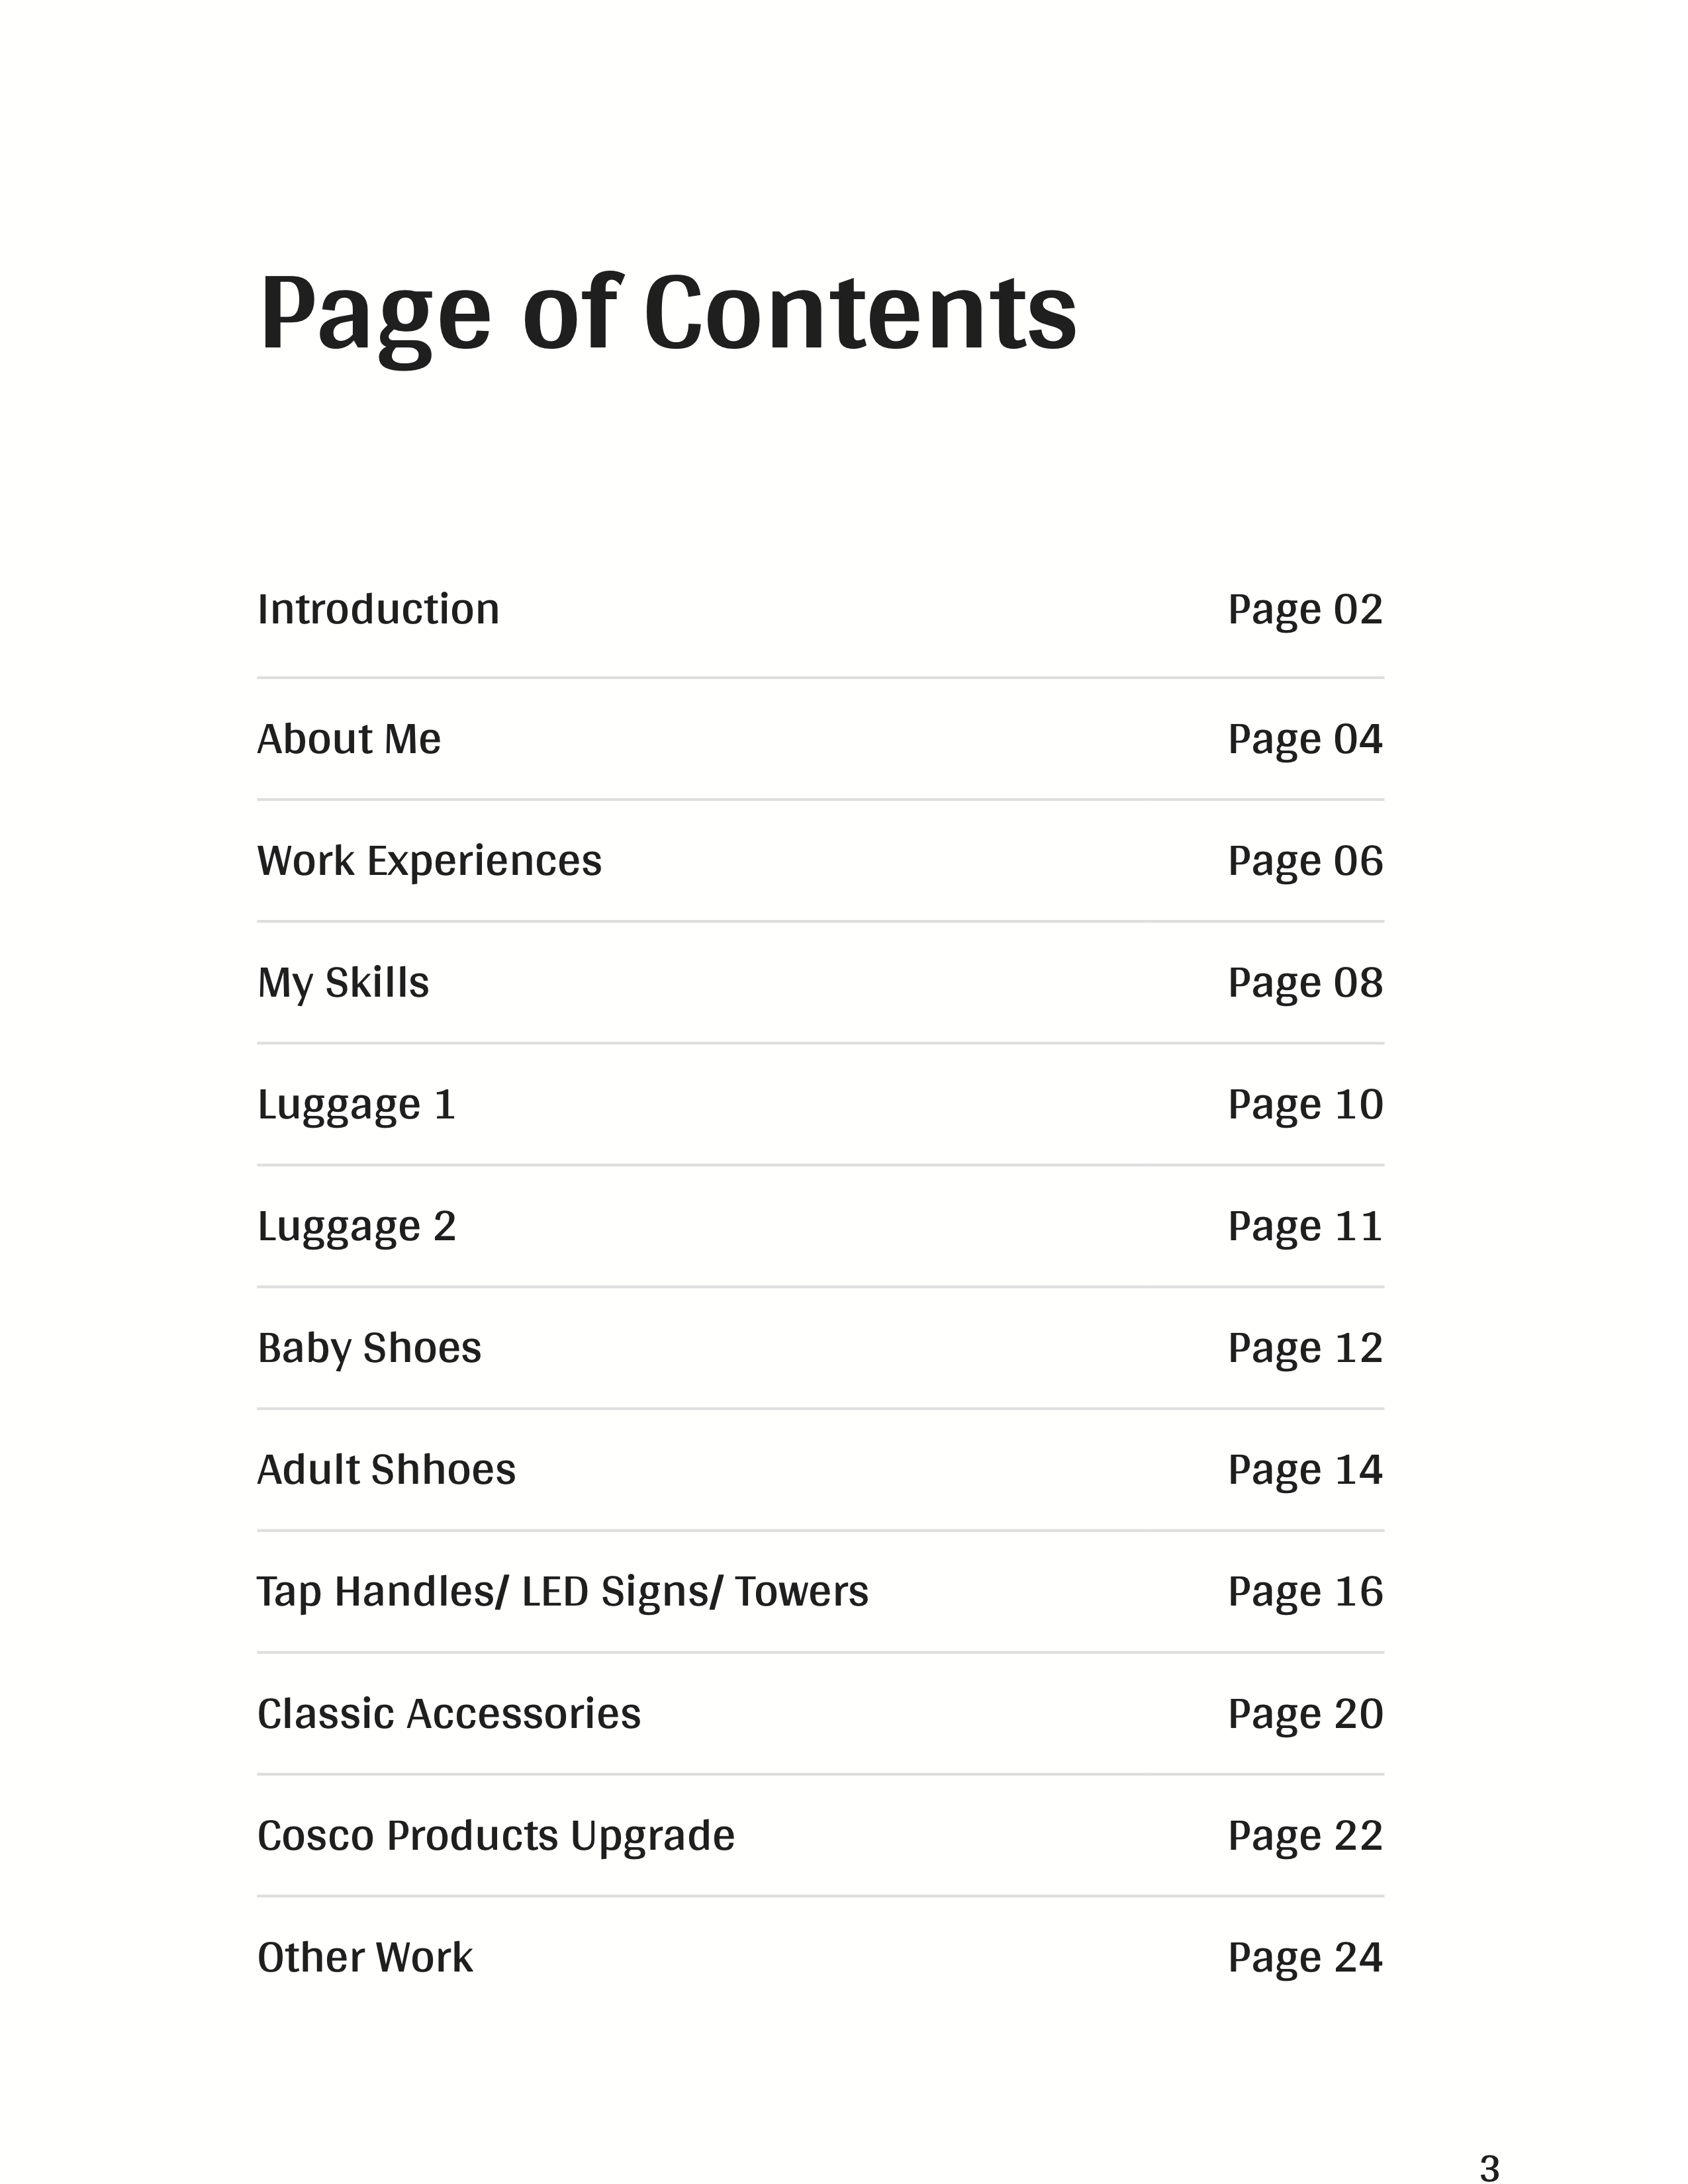 Page of Contents
Introduction Page 02
About Me Page 04
Work Experiences Page 06
My Skills Page 08
Luggage 1 Page 10
Luggage 2 Page 11
Baby Shoes Page 12
Adult Shhoes Page 14
Tap Handles/ LED Signs/ Towers Page 16
Classic Accessories Page 20
Cosco Products Upgrade Page 22
Other Work Page 24
3